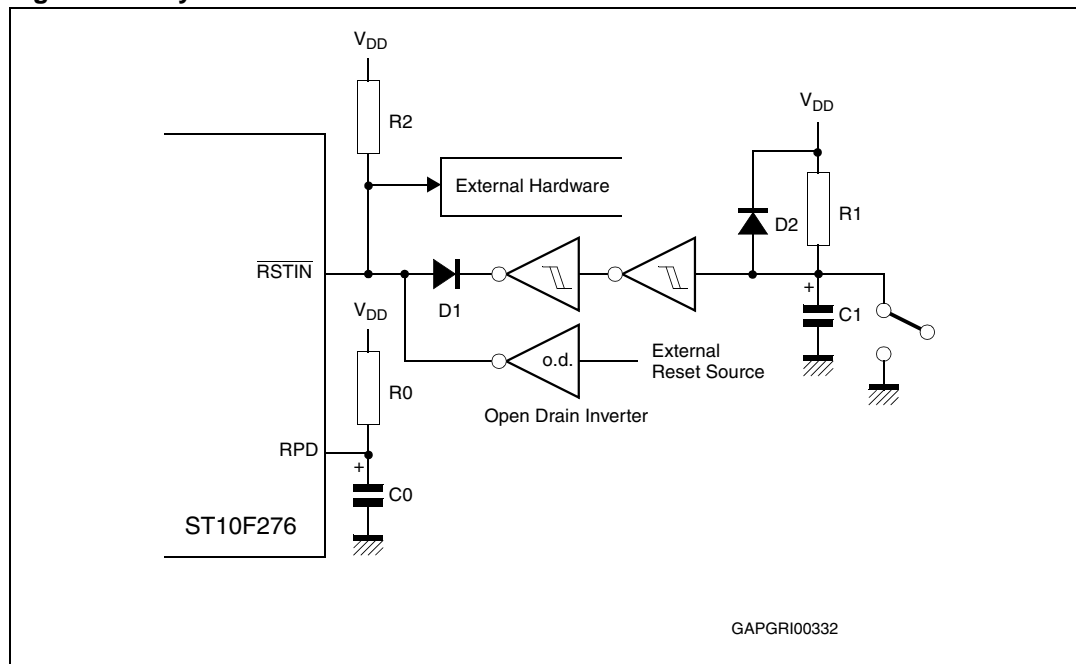 V_DD
R2
V_DD
External Hardware
D2
R1
RSTIN
D1
+
C1
V_DD
o.d.
External
Reset Source
R0
Open Drain Inverter
RPD
+
C0
ST10F276
GAPGRI00332